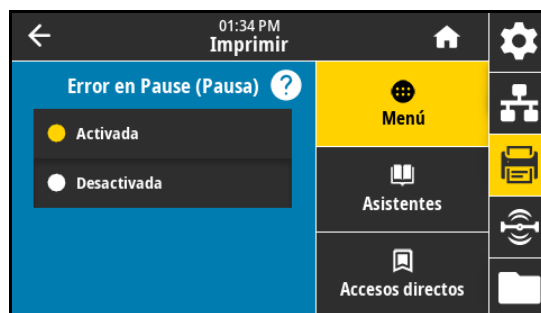 01:34 PM
Imprimir
Error en Pause (Pausa) ?
Activada
Desactivada
Menú
Asistentes
Accesos directos